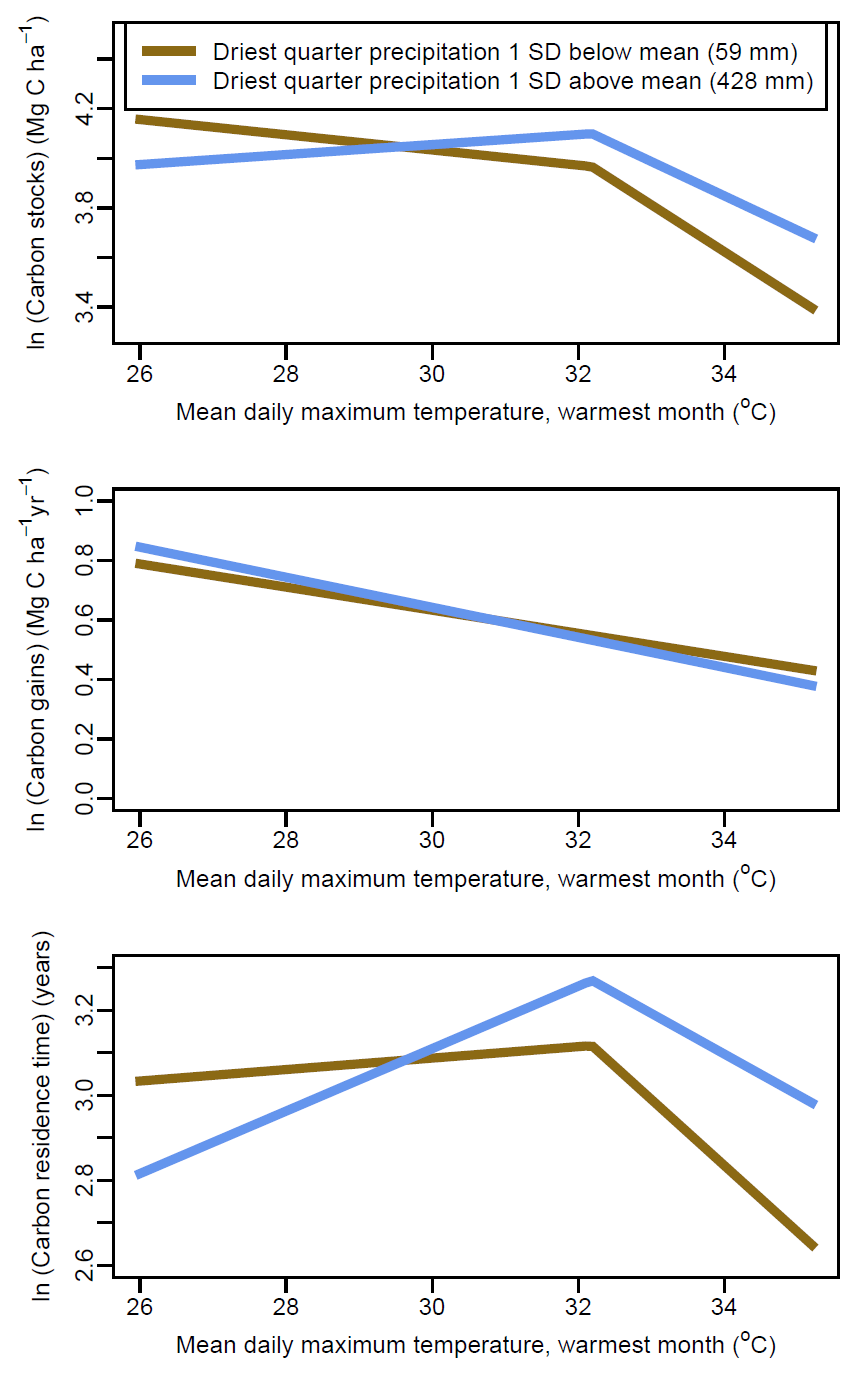 Driest quarter precipitation 1 SD below mean (59 mm)
Driest quarter precipitation 1 SD above mean (428 mm)
ln (Carbon stocks) (Mg C ha⁻¹)
4.2
3.8
3.4
26 28 30 32 34
Mean daily maximum temperature, warmest month (°C)
ln (Carbon gains) (Mg C ha⁻¹yr⁻¹)
1.0
0.8
0.6
0.4
0.2
0.0
26 28 30 32 34
Mean daily maximum temperature, warmest month (°C)
ln (Carbon residence time) (years)
3.2
3.0
2.8
2.6
26 28 30 32 34
Mean daily maximum temperature, warmest month (°C)